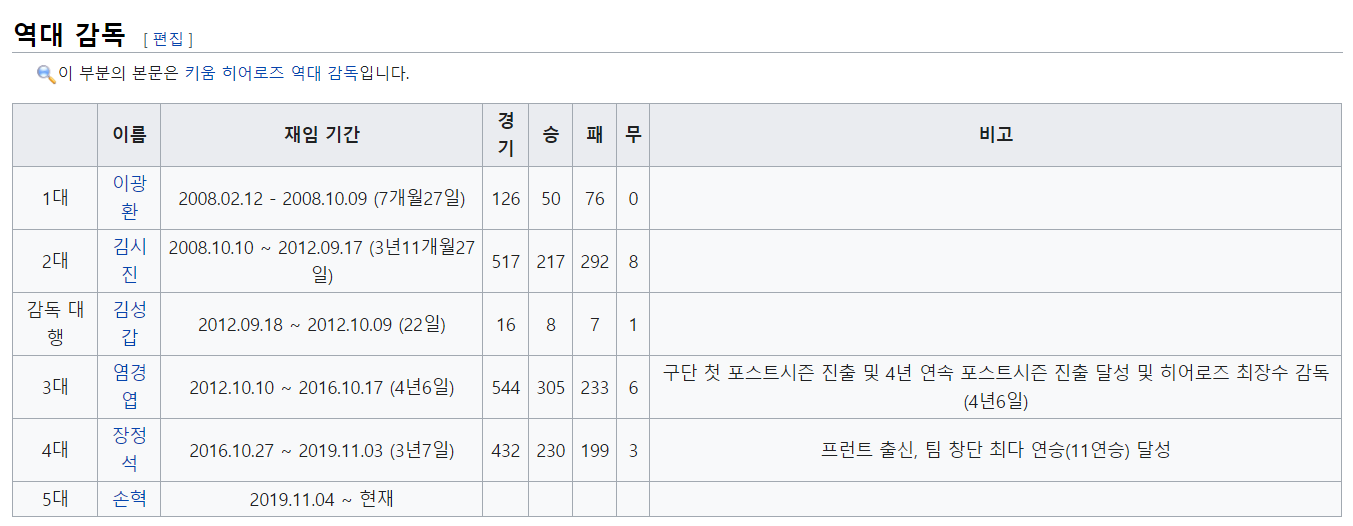 역대 감독 [ 편집 ]
이 부분의 본문은 키움 히어로즈 역대 감독입니다.
이름 재임 기간 경기 승 패 무 비고
1대 이광환 2008.02.12 - 2008.10.09 (7개월27일) 126 50 76 0
2대 김시진 2008.10.10 ~ 2012.09.17 (3년11개월27일) 517 217 292 8
감독 대행 김성갑 2012.09.18 ~ 2012.10.09 (22일) 16 8 7 1
3대 염경엽 2012.10.10 ~ 2016.10.17 (4년6일) 544 305 233 6 구단 첫 포스트시즌 진출 및 4년 연속 포스트시즌 진출 달성 및 히어로즈 최장수 감독(4년6일)
4대 장정석 2016.10.27 ~ 2019.11.03 (3년7일) 432 230 199 3 프런트 출신, 팀 창단 최다 연승(11연승) 달성
5대 손혁 2019.11.04 ~ 현재